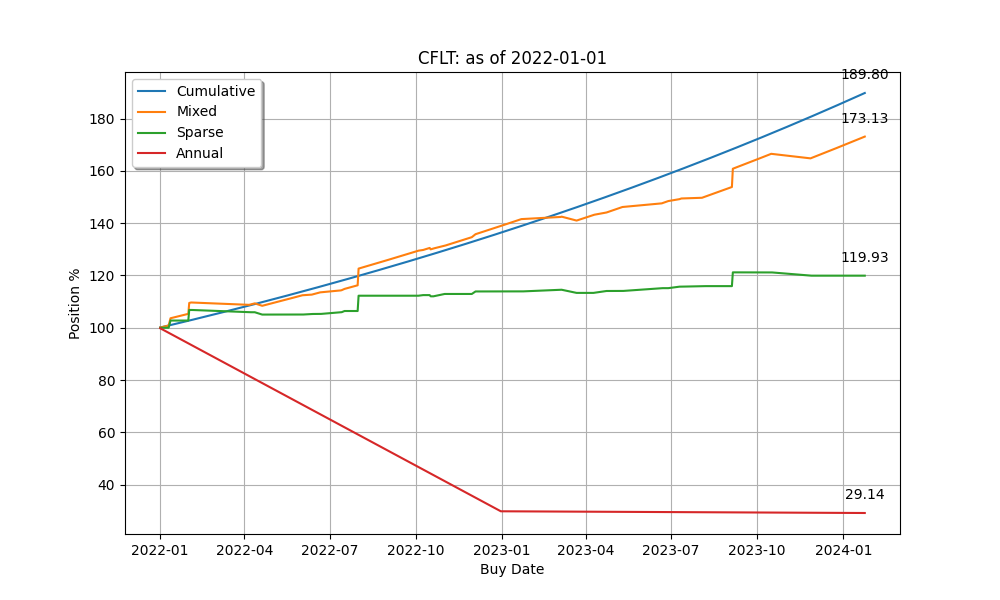 CFLT: as of 2022-01-01
Cumulative
Mixed
Sparse
Annual
189.80
173.13
119.93
29.14
Position %
180
160
140
120
100
80
60
40
2022-01 2022-04 2022-07 2022-10 2023-01 2023-04 2023-07 2023-10 2024-01
Buy Date